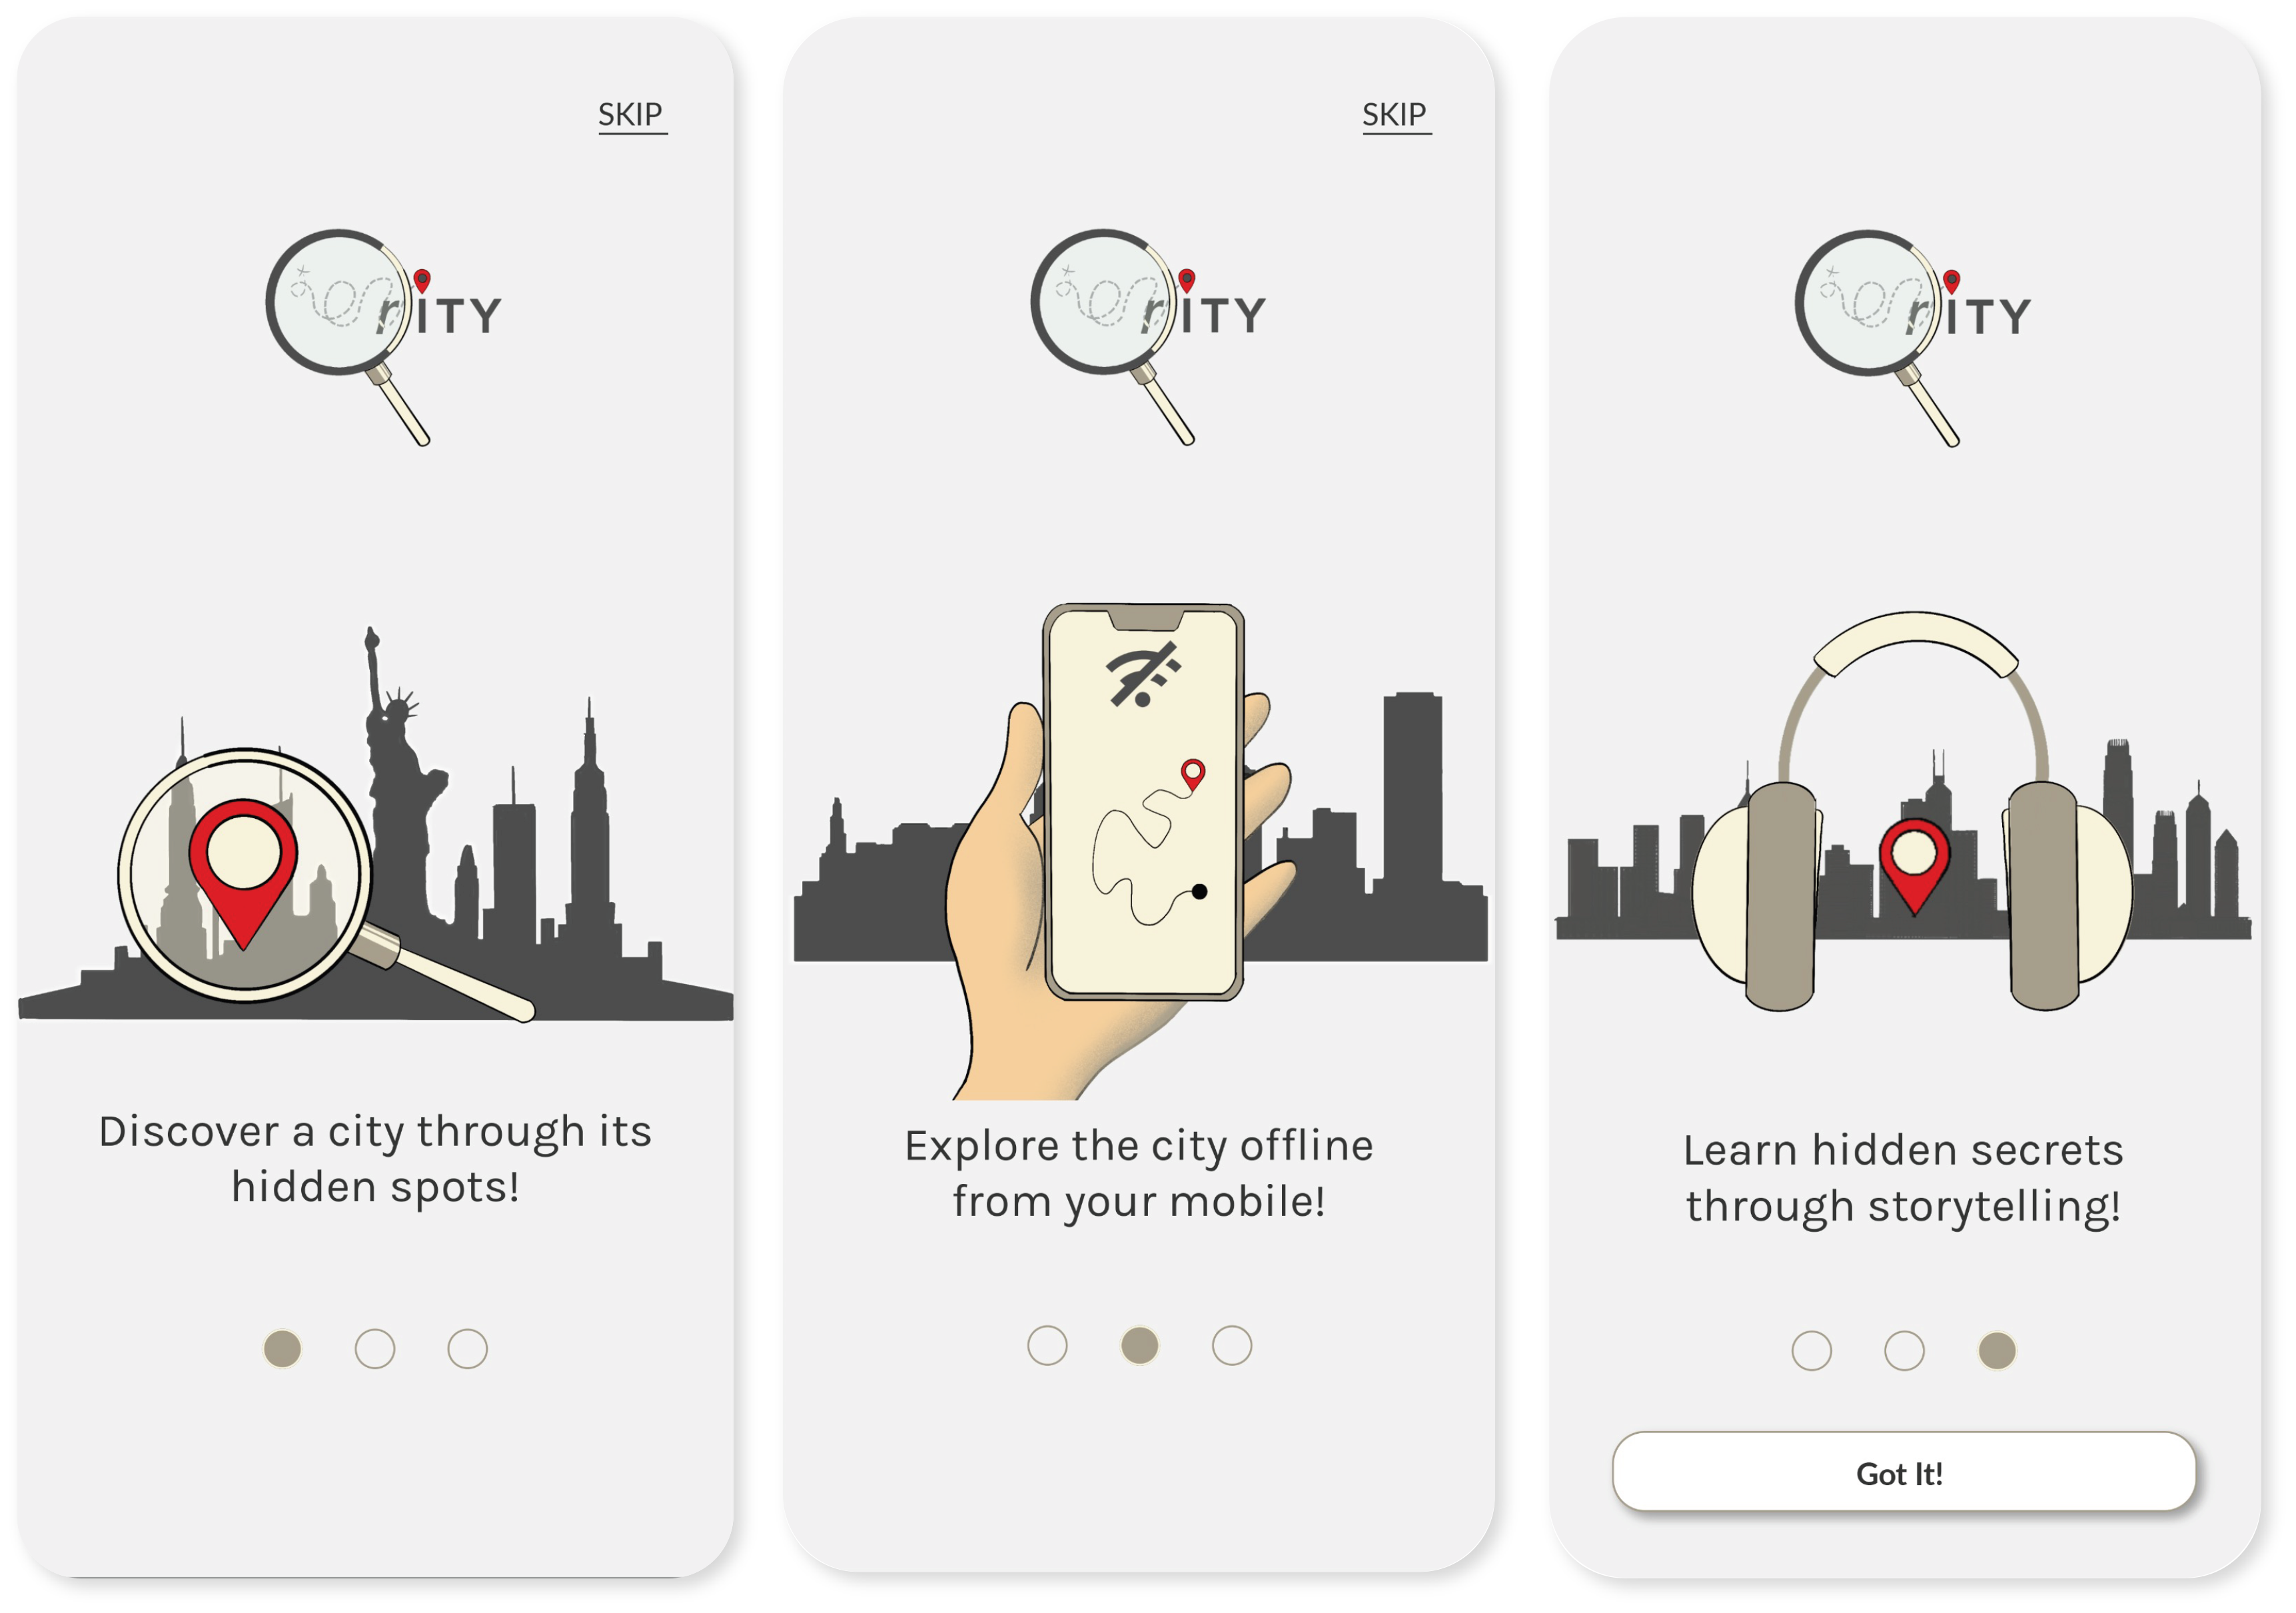 SKIP
rITY
Discover a city through its
hidden spots!
SKIP
rITY
Explore the city offline
from your mobile!
rITY
Learn hidden secrets
through storytelling!
Got It!